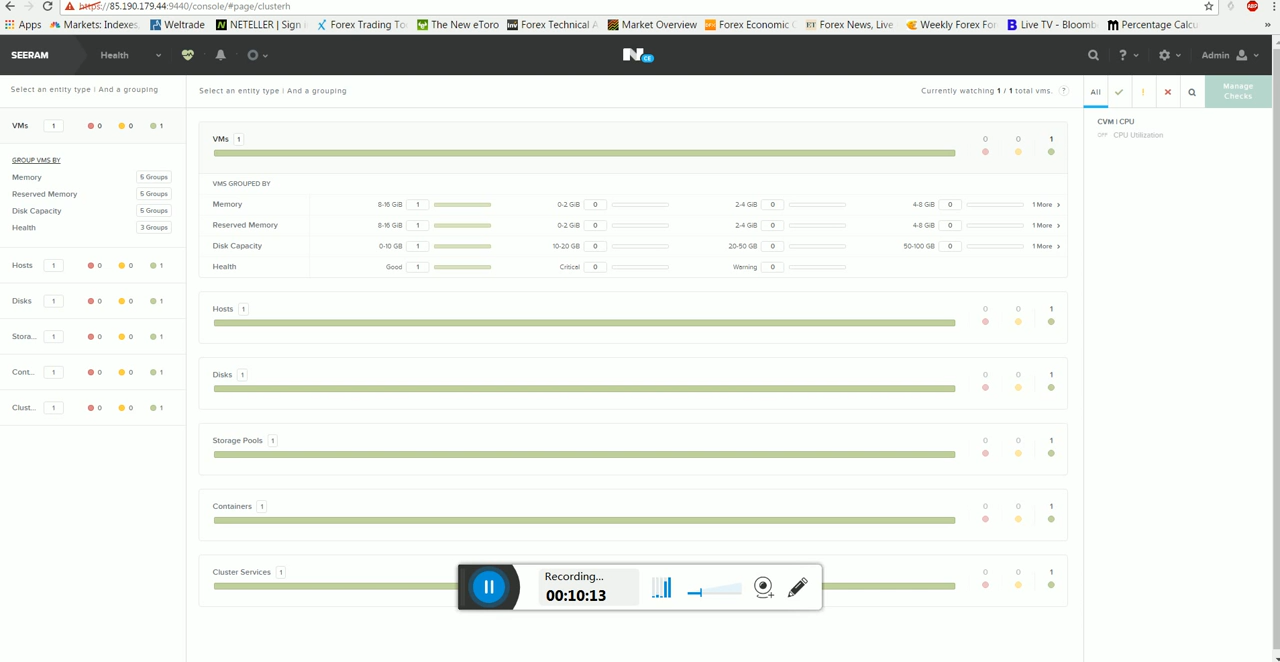 https://85.190.179.44:9440/console/#page/clusterh
ABP
Apps Markets: Indexes, Weltrade NETELLER | Sign Forex Trading To The New eToro Forex Technical A Market Overview Forex Economic C Forex News, Live Weekly Forex For Live TV - Bloomb Percentage Calcu »
SEERAM Health N CE ? Admin
Select an entity type | And a grouping
Select an entity type | And a grouping Currently watching 1 / 1 total vms. ?
All ! Manage Checks
VMs 1 0 0 1
GROUP VMS BY
Memory 5 Groups
Reserved Memory 5 Groups
Disk Capacity 5 Groups
Health 3 Groups
Hosts 1 0 0 1
Disks 1 0 0 1
Stora... 1 0 0 1
Cont... 1 0 0 1
Clust... 1 0 0 1
VMs 1 0 0 1
VMS GROUPED BY
Memory 8-16 GiB 1 0-2 GiB 0 2-4 GiB 0 4-8 GiB 0 1 More >
Reserved Memory 8-16 GiB 1 0-2 GiB 0 2-4 GiB 0 4-8 GiB 0 1 More >
Disk Capacity 0-10 GB 1 10-20 GB 0 20-50 GB 0 50-100 GB 0 1 More >
Health Good 1 Critical 0 Warning 0
Hosts 1 0 0 1
Disks 1 0 0 1
Storage Pools 1 0 0 1
Containers 1 0 0 1
Cluster Services 1 0 0 1
CVM | CPU
OFF CPU Utilization
Recording...
00:10:13